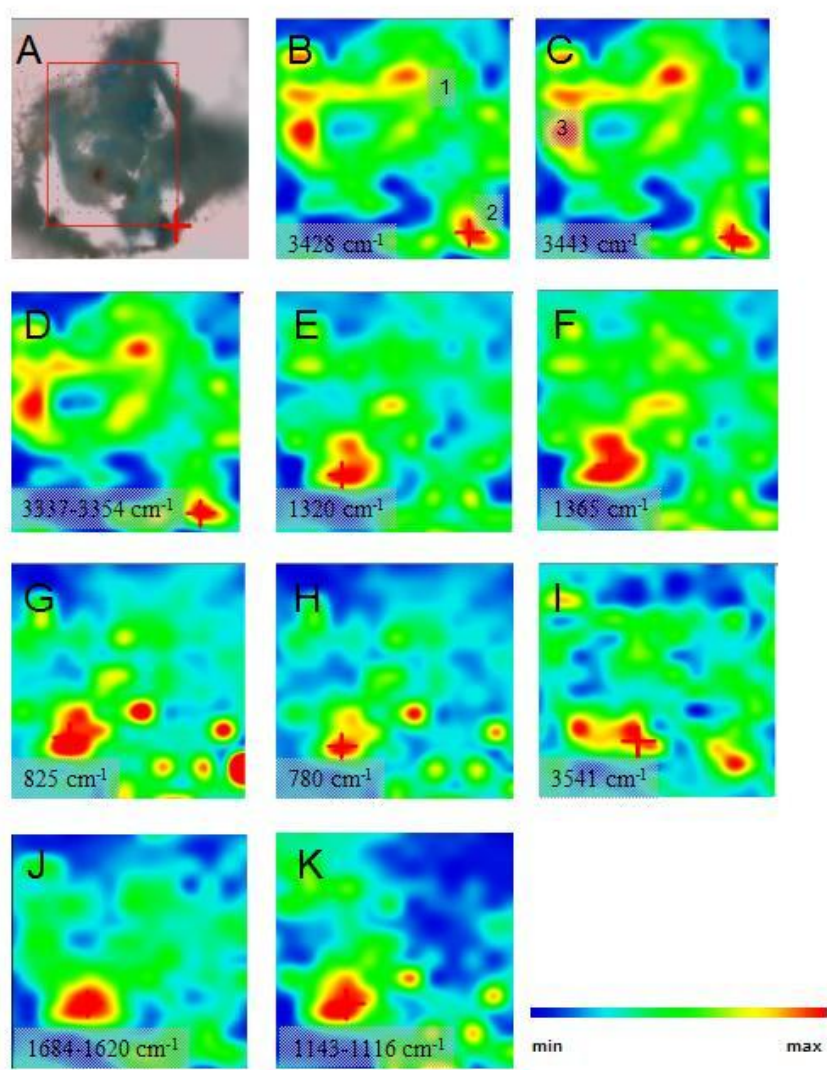 A
B
1
2
3428 cm-1
C
3
3443 cm-1
D
3337-3354 cm-1
E
1320 cm-1
F
1365 cm-1
G
825 cm-1
H
780 cm-1
I
3541 cm-1
J
1684-1620 cm-1
K
1143-1116 cm-1
min max